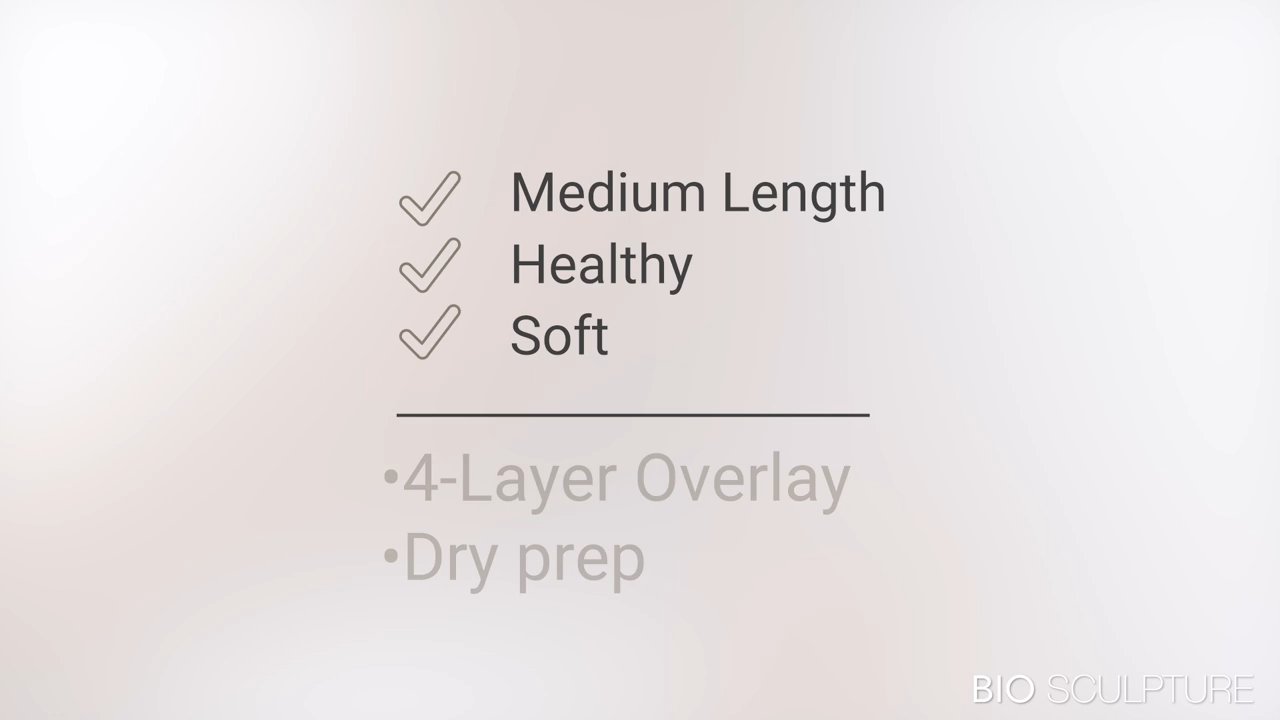 Medium Length
Healthy
Soft
•4-Layer Overlay
•Dry prep
BIO SCULPTURE